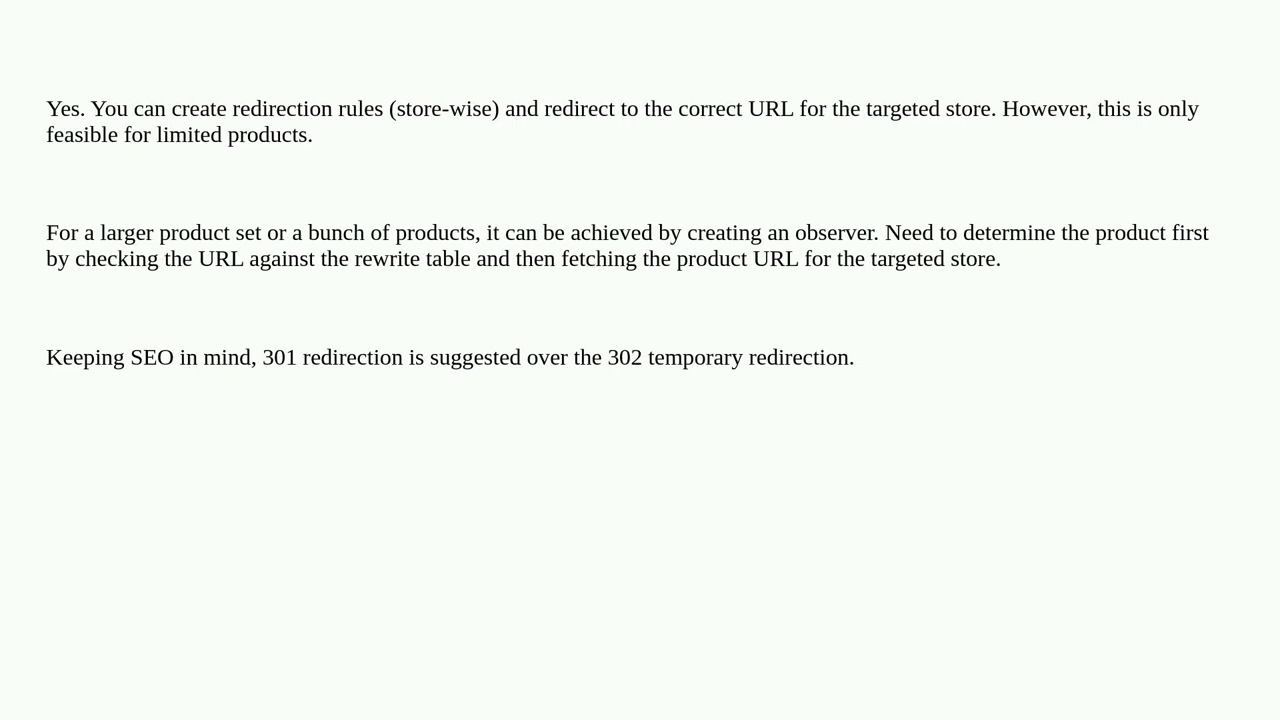 Yes. You can create redirection rules (store-wise) and redirect to the correct URL for the targeted store. However, this is only
feasible for limited products.
For a larger product set or a bunch of products, it can be achieved by creating an observer. Need to determine the product first
by checking the URL against the rewrite table and then fetching the product URL for the targeted store.
Keeping SEO in mind, 301 redirection is suggested over the 302 temporary redirection.